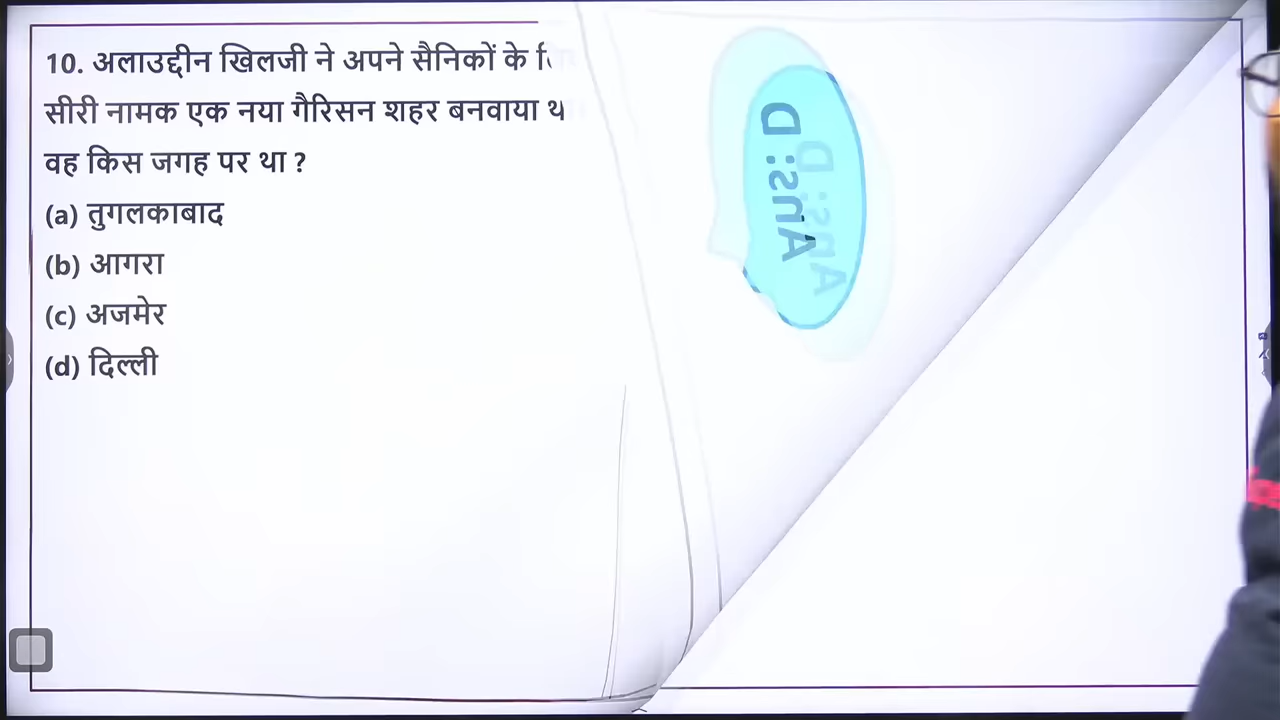 10. अलाउद्दीन खिलजी ने अपने सैनिकों के
सीरी नामक एक नया गैरिसन शहर बनवाया
वह किस जगह पर था ?
(a) तुगलकाबाद
(b) आगरा
(c) अजमेर
(d) दिल्ली
Ans: D